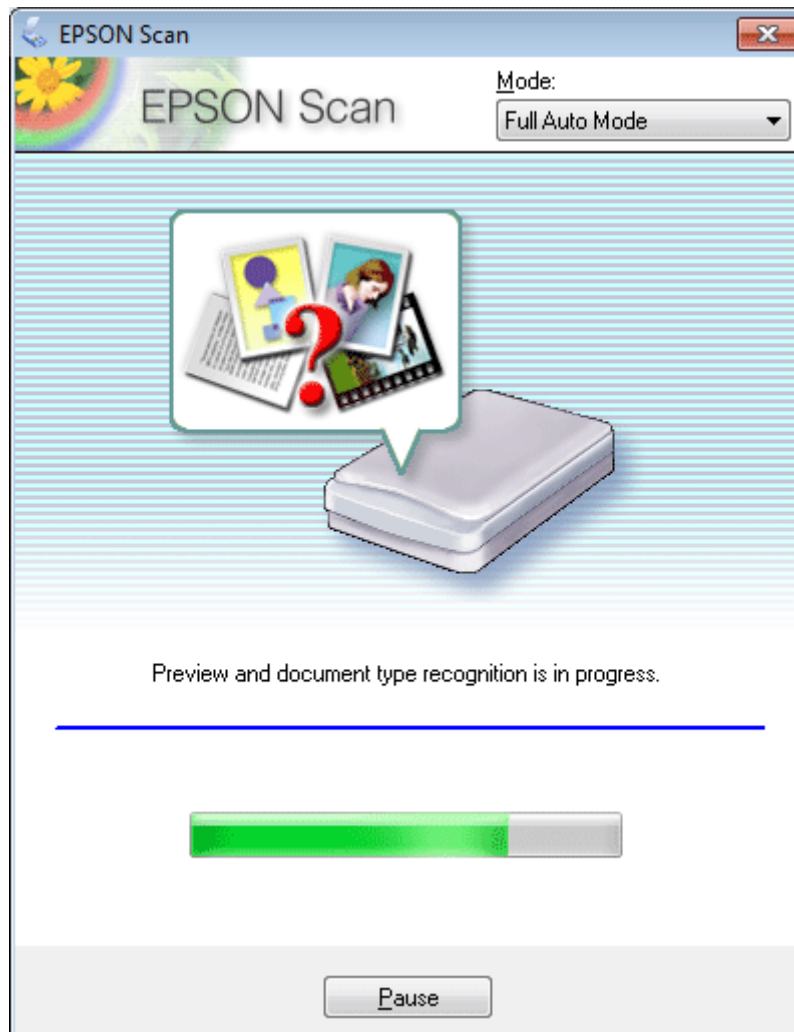 EPSON Scan
EPSON Scan
Mode:
Full Auto Mode
Preview and document type recognition is in progress.
Pause